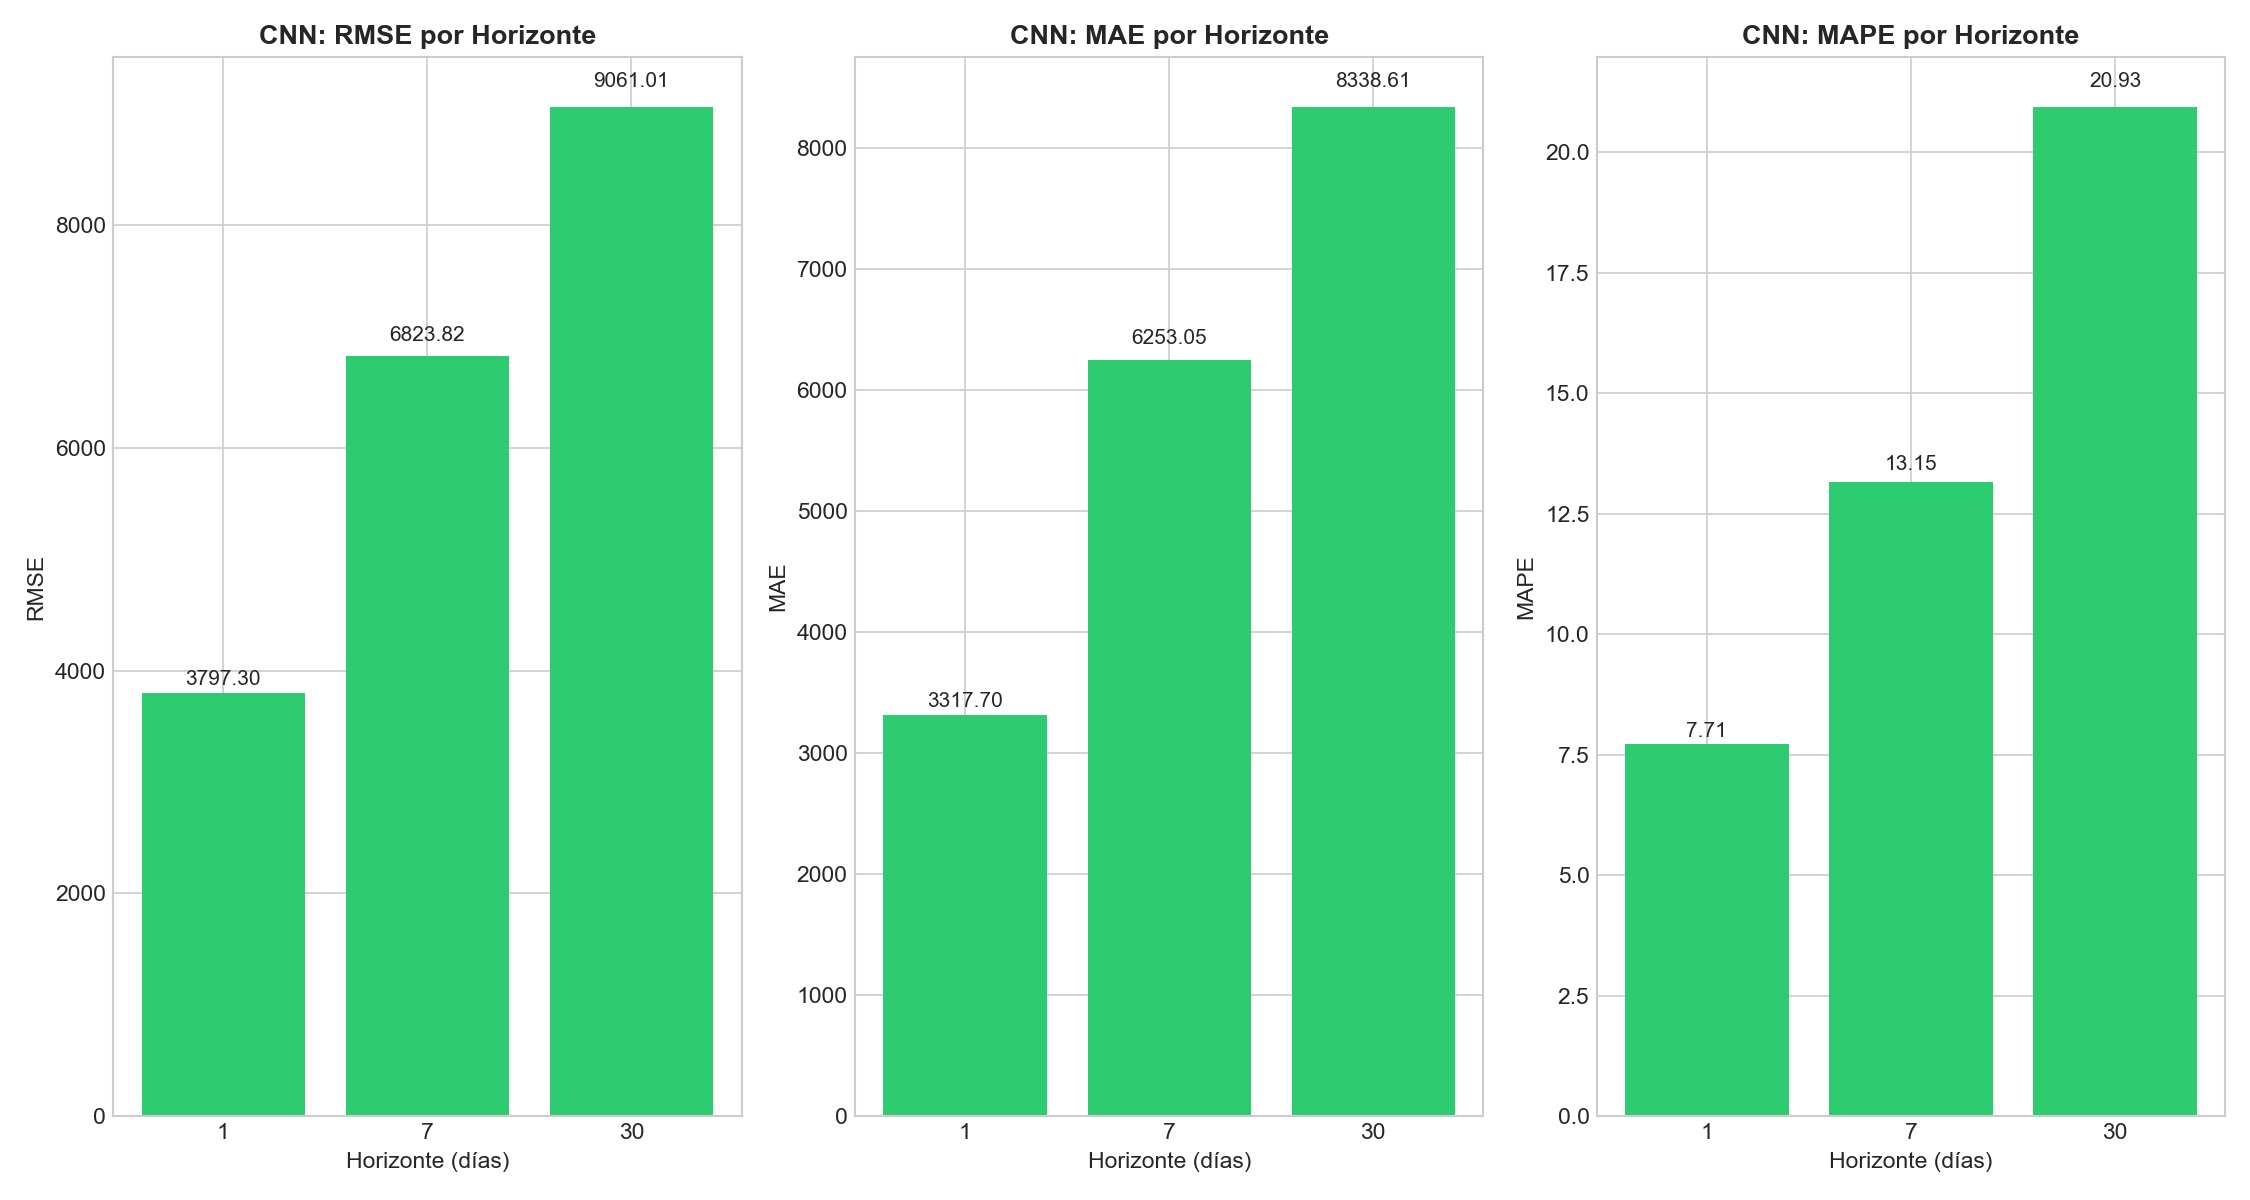 CNN: RMSE por Horizonte
9061.01
6823.82
3797.30
8000
6000
4000
2000
0
RMSE
1 7 30
Horizonte (días)
CNN: MAE por Horizonte
8338.61
6253.05
3317.70
8000
7000
6000
5000
4000
3000
2000
1000
0
MAE
1 7 30
Horizonte (días)
CNN: MAPE por Horizonte
20.93
13.15
7.71
20.0
17.5
15.0
12.5
10.0
7.5
5.0
2.5
0.0
MAPE
1 7 30
Horizonte (días)